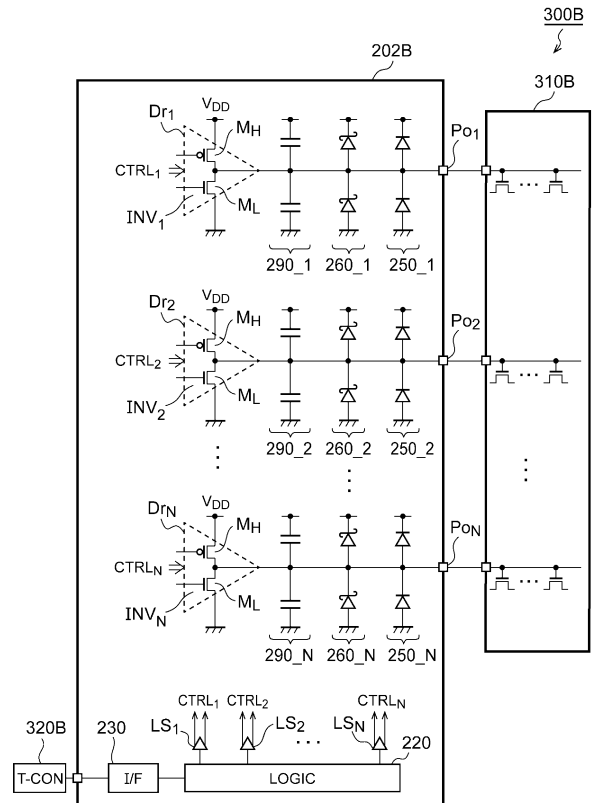 300B
202B
310B
VDD
Dr1
MH
Po1
CTRL1
INV1
ML
290_1 260_1 250_1
VDD
Dr2
MH
Po2
CTRL2
INV2
ML
290_2 260_2 250_2
VDD
DrN
MH
PoN
CTRLN
INVN
ML
290_N 260_N 250_N
CTRL1 CTRL2 CTRLN
LS1 LS2 ... LSN
320B 230 220
T-CON I/F LOGIC